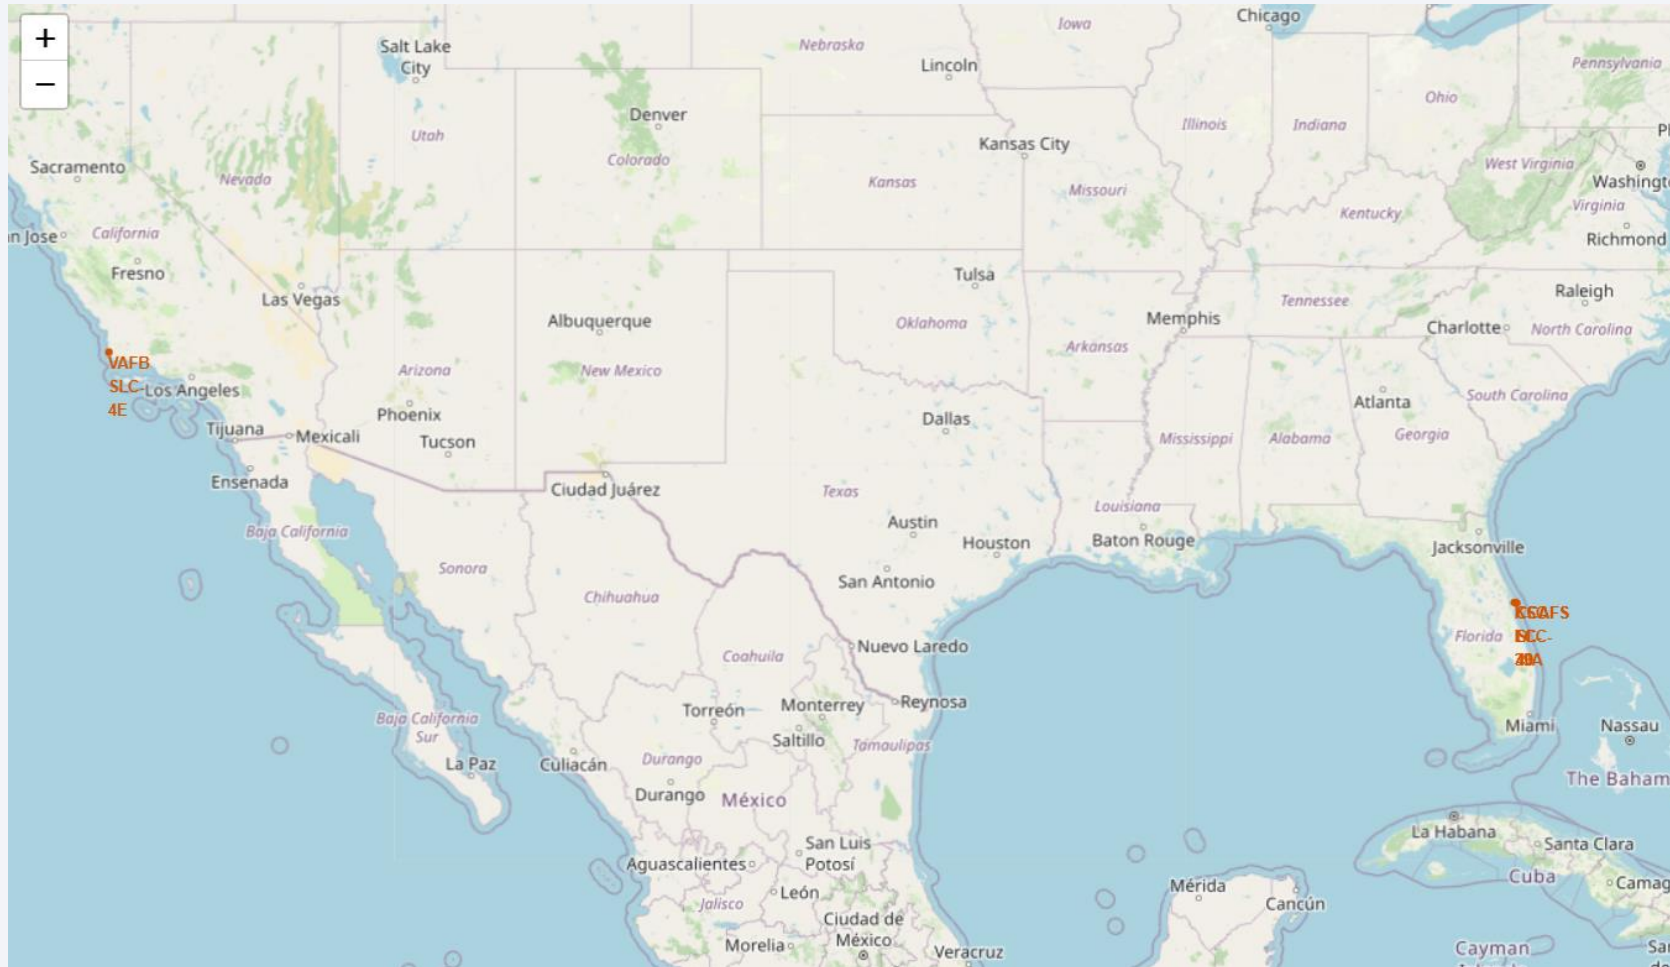 +
−
Chicago
Iowa
Salt Lake
City
Nebraska
Lincoln
Pennsylvania
Ohio
Denver
Utah
Illinois
Indiana
Kansas City
Colorado
Sacramento
Nevada
Kansas
Missouri
West Virginia
Virginia
Kentucky
California
Richmond
Fresno
Las Vegas
Tulsa
Raleigh
Tennessee
Albuquerque
Oklahoma
Memphis
Charlotte
North Carolina
Arkansas
VAFB
SLC-
4E
Los Angeles
Arizona
New Mexico
South Carolina
Phoenix
Atlanta
Dallas
Tijuana
Mexicali
Tucson
Mississippi
Alabama
Georgia
Ensenada
Ciudad Juárez
Texas
Louisiana
Baja California
Austin
Houston
Baton Rouge
Jacksonville
Sonora
San Antonio
Chihuahua
Florida
Nuevo Laredo
Coahuila
Reynosa
Torreón
Monterrey
Baja California
Sur
Saltillo
Tamaulipas
Miami
Nassau
La Paz
Culiacán
Durango
Durango
México
La Habana
San Luis
Potosí
Santa Clara
Aguascalientes
León
Mérida
Cuba
Jalisco
Cancún
Ciudad de
México
Morelia
Veracruz
Cayman